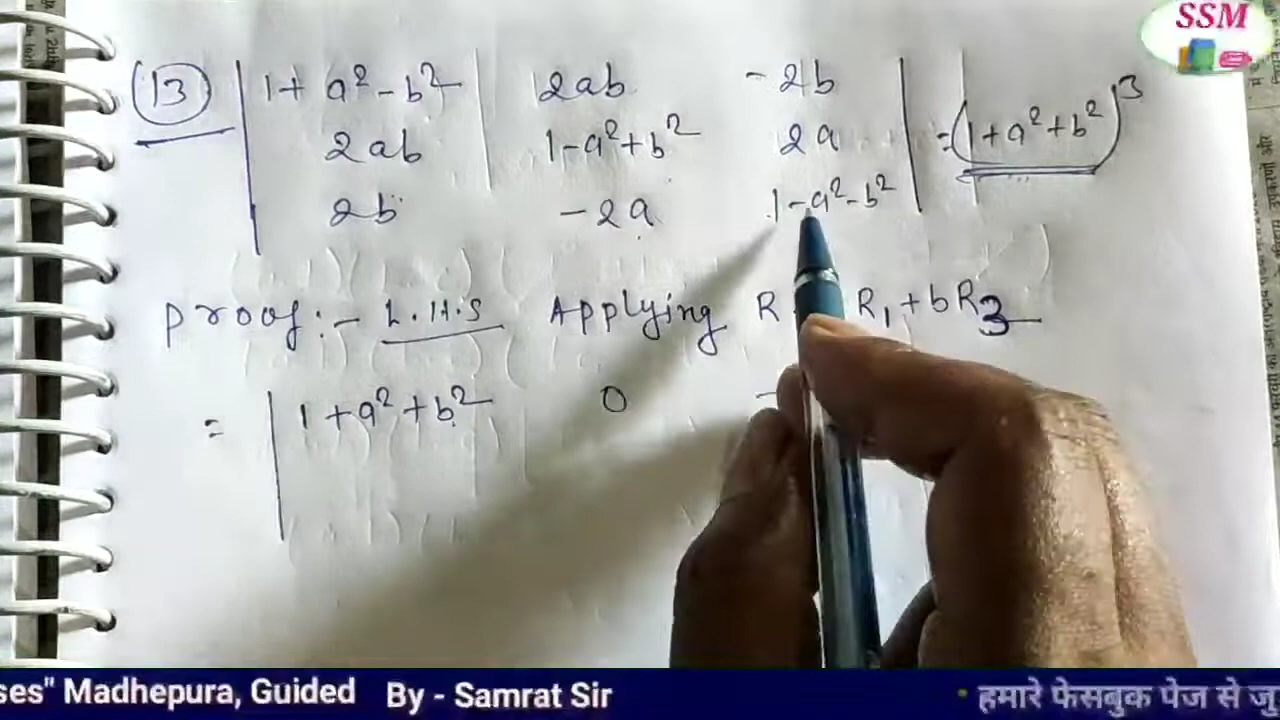 SSM
(13) | 1+a²-b² 2ab -2b | = (1+a²+b²)³
2ab 1-a²+b² 2a
2b -2a 1-a²-b²
Proof:- L.H.S Applying R R₁+bR₃
= | 1+a²+b² 0 -
ses" Madhepura, Guided By - Samrat Sir
हमारे फेसबुक पेज से जु